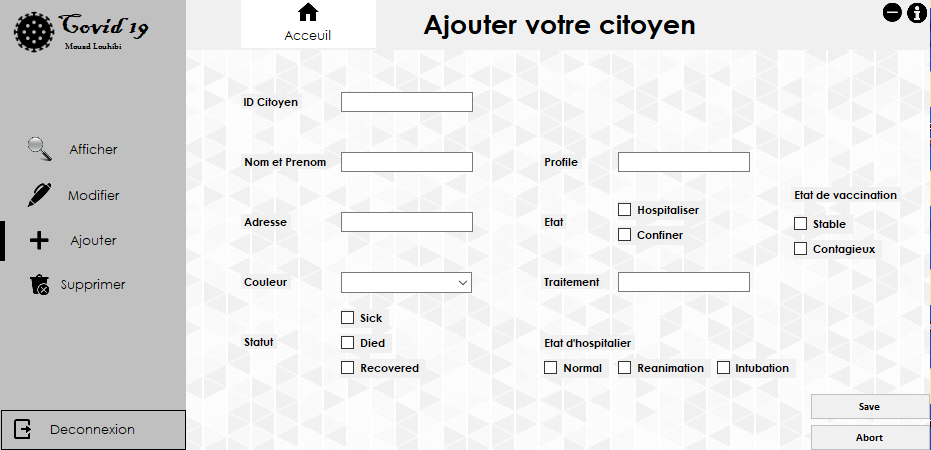 Covid 19
Mouad Louhibi
Acceuil
Ajouter votre citoyen
Afficher
Modifier
Ajouter
Supprimer
Deconnexion
ID Citoyen
Nom et Prenom
Profile
Adresse
Etat
Hospitaliser
Confiner
Etat de vaccination
Stable
Contagieux
Couleur
Traitement
Statut
Sick
Died
Recovered
Etat d'hospitalier
Normal
Reanimation
Intubation
Save
Abort